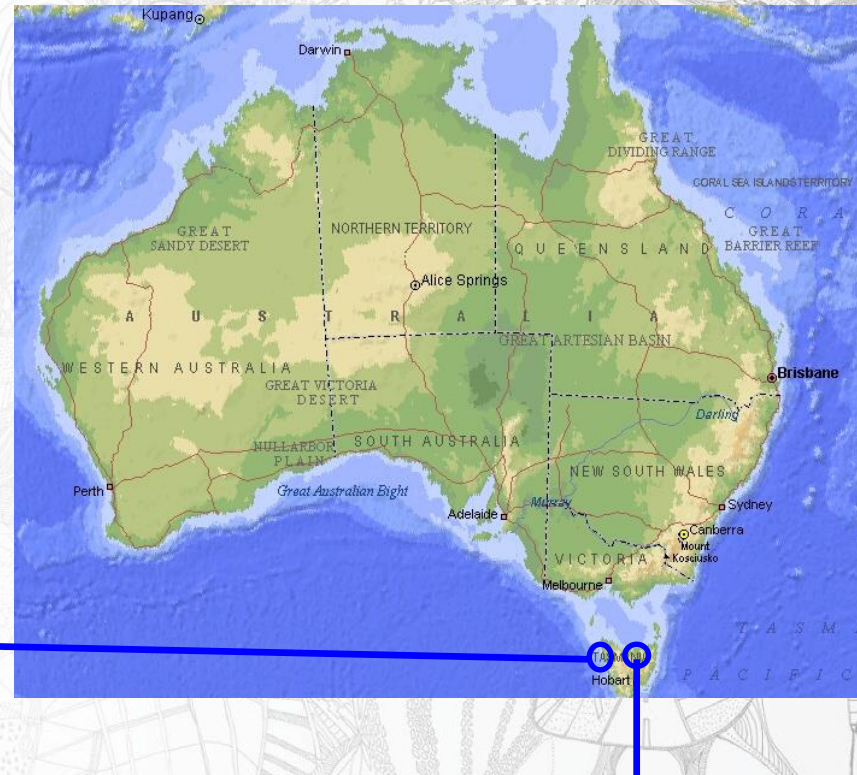 Kupang
Darwin
GREAT
DIVIDING RANGE
CORAL SEA ISLANDS TERRITORY
C O R A
GREAT
SANDY DESERT
NORTHERN TERRITORY
GREAT
BARRIER REEF
Q U E E N S L A N D
Alice Springs
A U S T R A L I A
GREAT ARTESIAN BASIN
WESTERN AUSTRALIA
Brisbane
GREAT VICTORIA
DESERT
Darling
NULLARBOR
PLAIN
SOUTH AUSTRALIA
NEW SOUTH WALES
Perth
Great Australian Bight
Murray
Sydney
Adelaide
Canberra
Mount
Kosciusko
VICTORIA
Melbourne
T A S M
Hobart
P A C I F I C